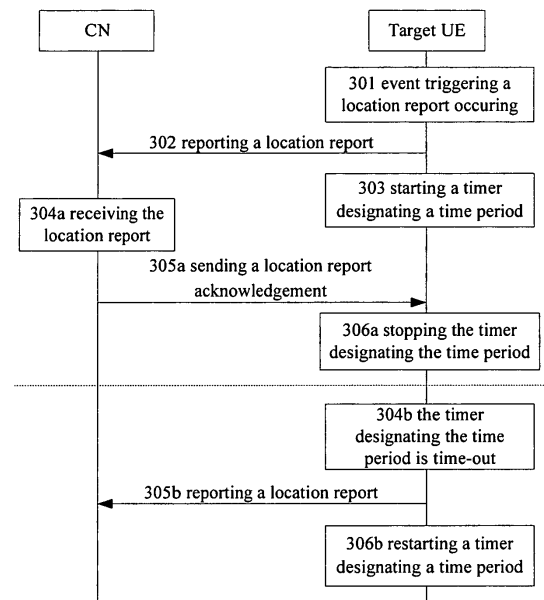 CN
Target UE
301 event triggering a
location report occuring
302 reporting a location report
303 starting a timer
designating a time period
304a receiving the
location report
305a sending a location report
acknowledgement
306a stopping the timer
designating the time period
304b the timer
designating the time
period is time-out
305b reporting a location report
306b restarting a timer
designating a time period